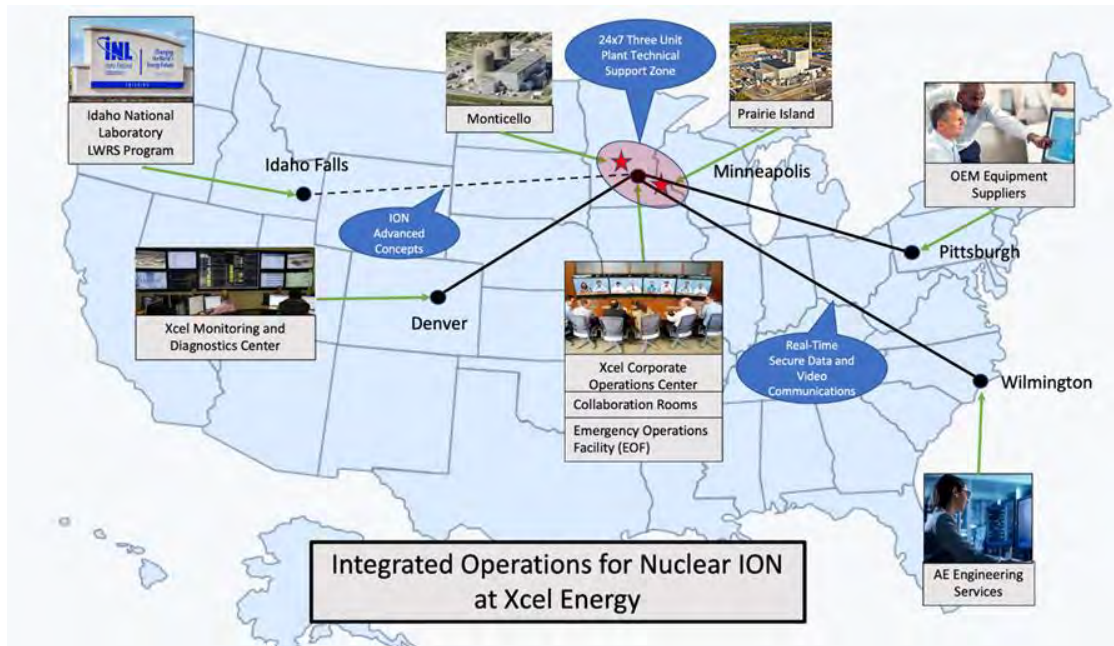 INL
Idaho National
Laboratory
LWRS Program
Idaho Falls
Monticello
24x7 Three Unit
Plant Technical
Support Zone
Prairie Island
Minneapolis
OEM Equipment
Suppliers
ION
Advanced
Concepts
Pittsburgh
Xcel Monitoring and
Diagnostics Center
Denver
Xcel Corporate
Operations Center
Collaboration Rooms
Emergency Operations
Facility (EOF)
Real-Time
Secure Data and
Video
Communications
Wilmington
AE Engineering
Services
Integrated Operations for Nuclear ION
at Xcel Energy